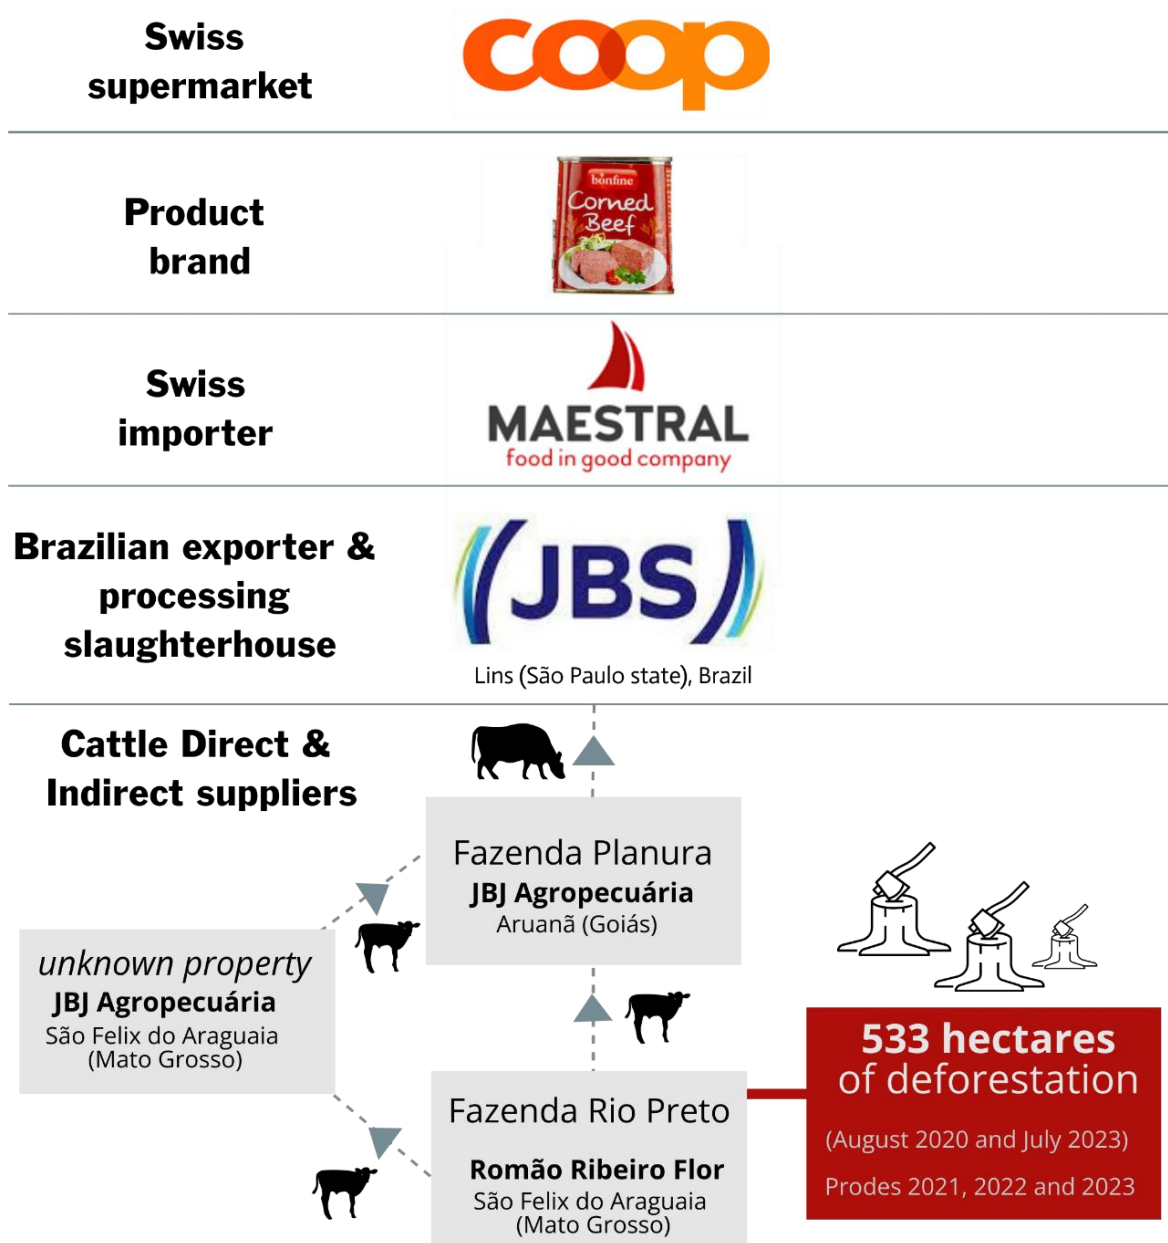 Swiss
supermarket
coop
Product
brand
bonfine
Corned
Beef
Swiss
importer
MAESTRAL
food in good company
Brazilian exporter &
processing
slaughterhouse
JBS
Lins (São Paulo state), Brazil
Cattle Direct &
Indirect suppliers
Fazenda Planura
JBJ Agropecuária
Aruanã (Goiás)
unknown property
JBJ Agropecuária
São Felix do Araguaia
(Mato Grosso)
Fazenda Rio Preto
Romão Ribeiro Flor
São Felix do Araguaia
(Mato Grosso)
533 hectares
of deforestation
(August 2020 and July 2023)
Prodes 2021, 2022 and 2023